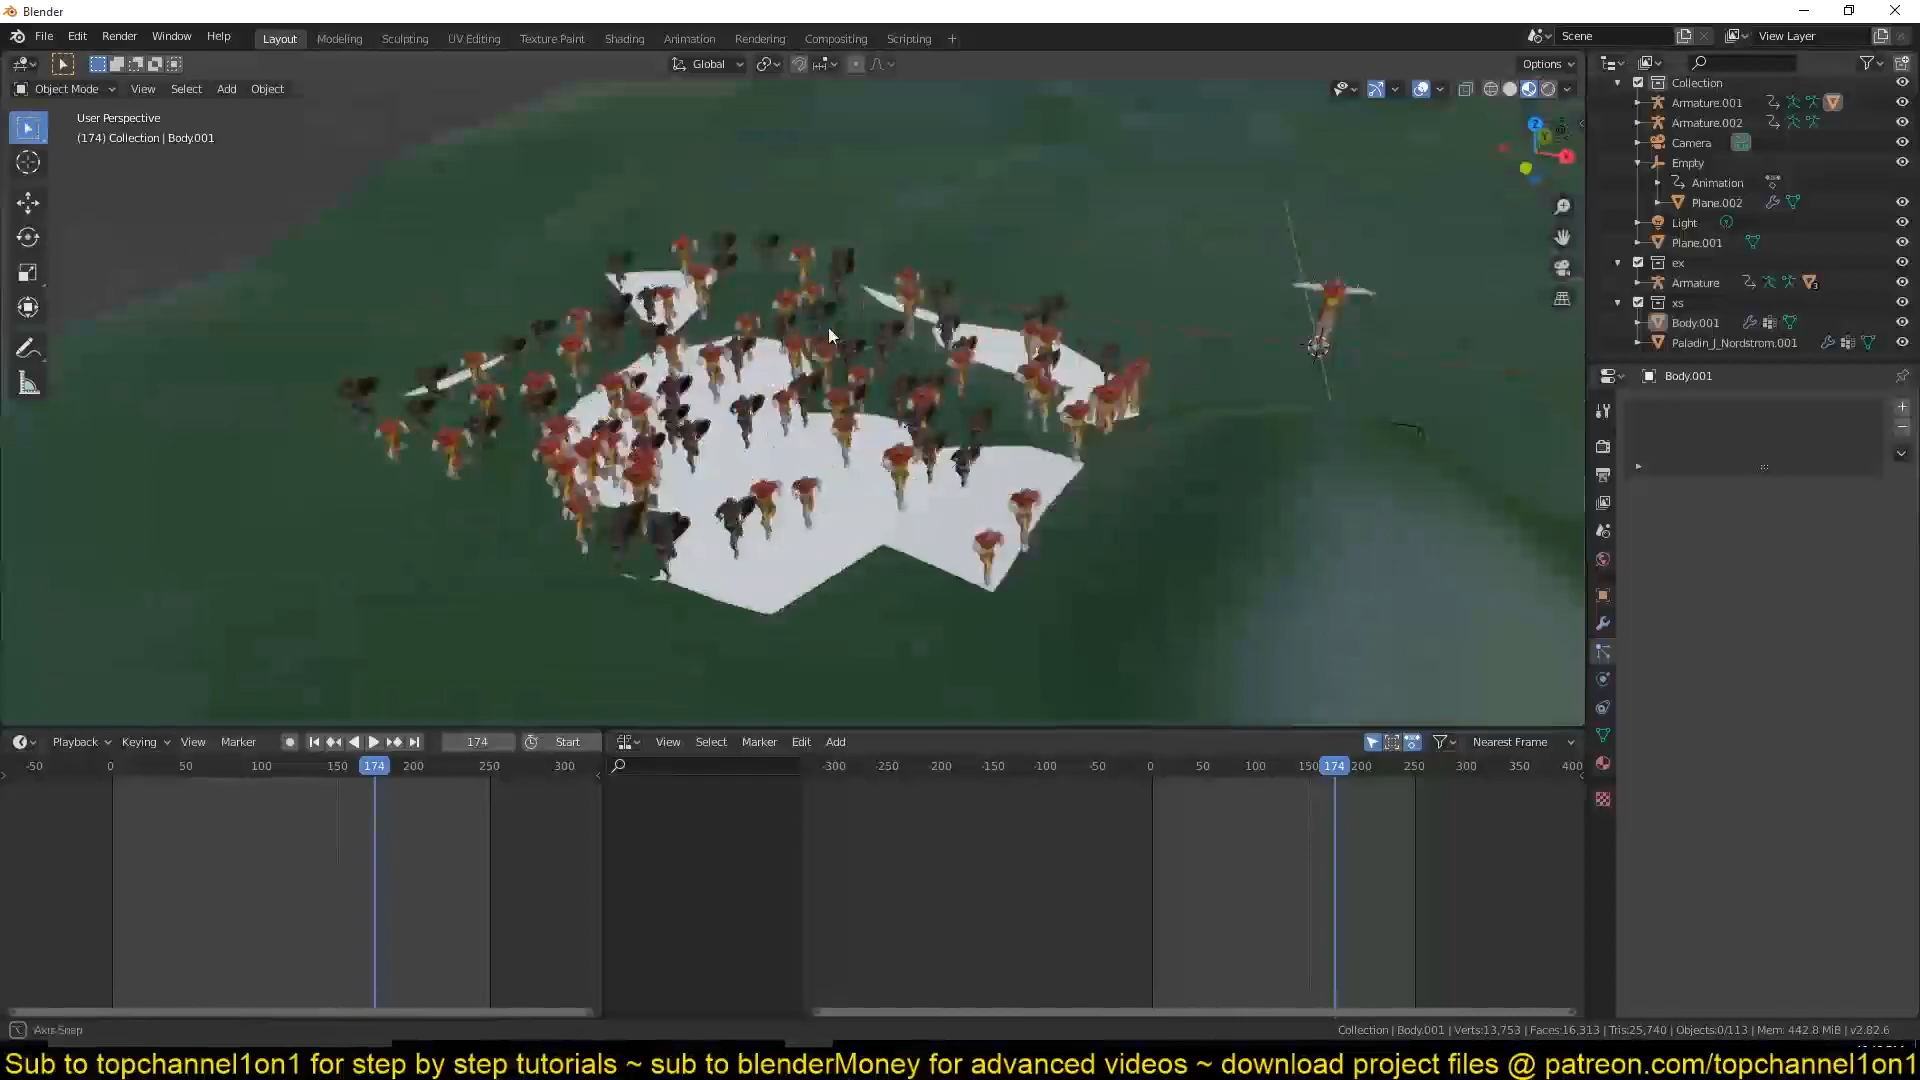 Blender
File Edit Render Window Help Layout Modeling Sculpting UV Editing Texture Paint Shading Animation Rendering Compositing Scripting + Scene View Layer
Global Options
Object Mode View Select Add Object
User Perspective
(174) Collection | Body.001
Collection
Armature.001
Armature.002
Camera
Empty
Animation
Plane.002
Light
Plane.001
ex
Armature
xs
Body.001
Paladin_J_Nordstrom.001
Body.001
Playback Keying View Marker 174 Start View Select Marker Edit Add Nearest Frame
-50 0 50 100 150 174 200 250 300 -300 -250 -200 -150 -100 -50 0 50 100 150 174 200 250 300 350 400
Axis Snap Collection | Body.001 | Verts:13,753 | Faces:16,313 | Tris:25,740 | Objects:0/113 | Mem: 442.8 MiB | v2.82.6
Sub to topchannel1on1 for step by step tutorials ~ sub to blenderMoney for advanced videos ~ download project files @ patreon.com/topchannel1on1